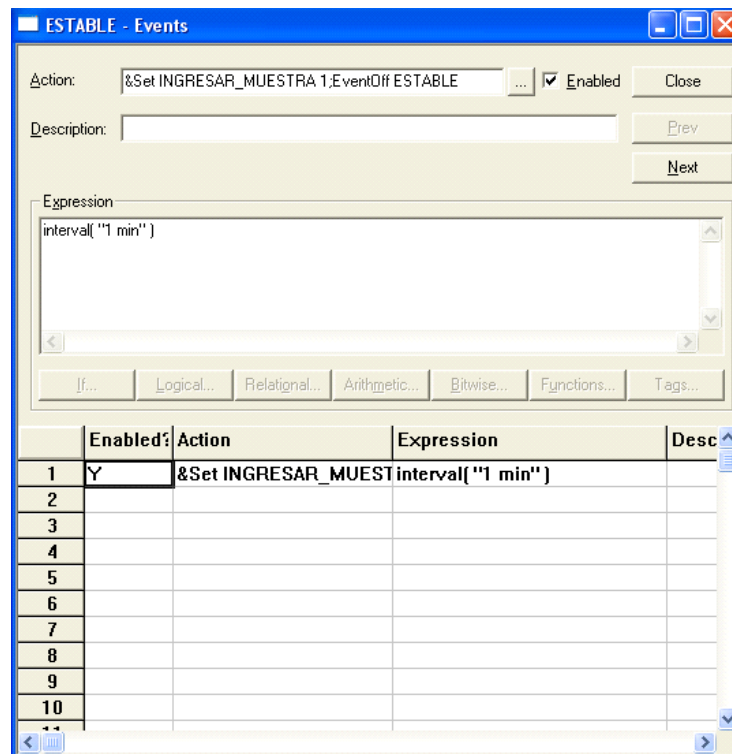 ESTABLE - Events
Action: &Set INGRESAR_MUESTRA 1;EventOff ESTABLE ... Enabled Close
Description: Prev
Next
Expression
interval( "1 min" )
If... Logical... Relational... Arithmetic... Bitwise... Functions... Tags...
Enabled? Action Expression Desc
1 Y &Set INGRESAR_MUEST interval( "1 min" )
2
3
4
5
6
7
8
9
10
11